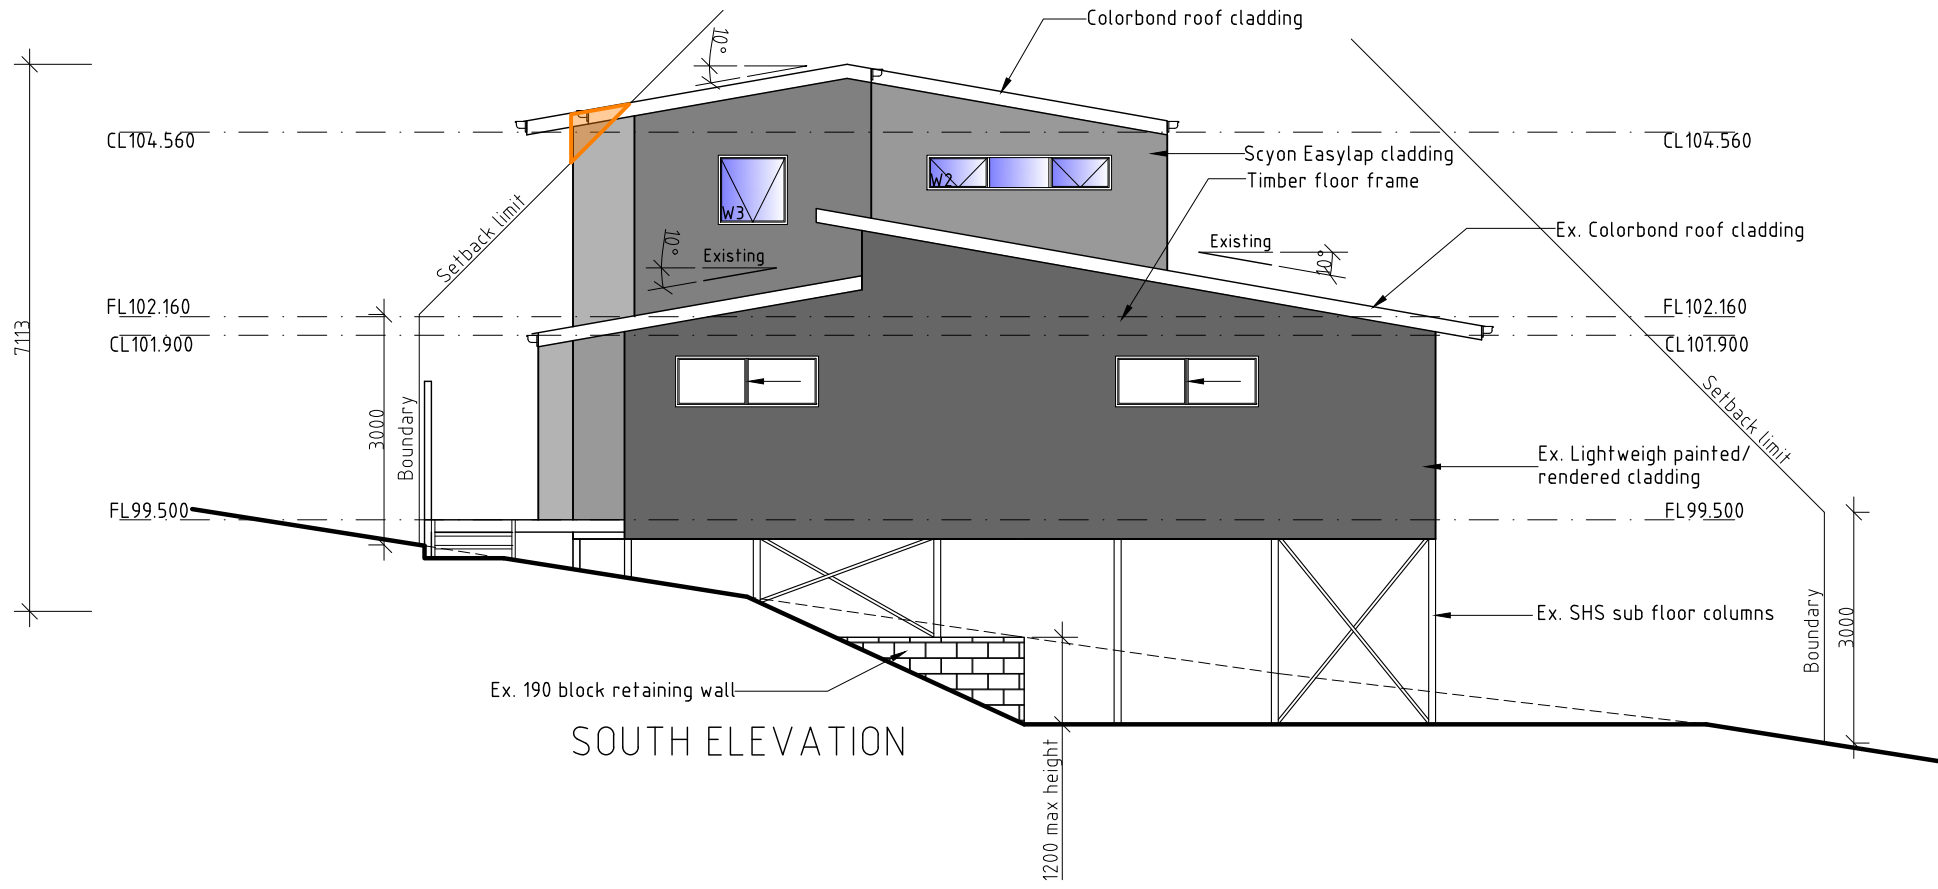 Colorbond roof cladding
10°
CL104.560
CL104.560
Scyon Easylap cladding
Timber floor frame
W2
W3
Setback limit
10°
Existing
Existing
10°
Ex. Colorbond roof cladding
FL102.160
FL102.160
7113
CL101.900
CL101.900
3000
Boundary
Setback limit
Ex. Lightweigh painted/
rendered cladding
FL99.500
FL99.500
Ex. SHS sub floor columns
Boundary
3000
Ex. 190 block retaining wall
SOUTH ELEVATION
1200 max height